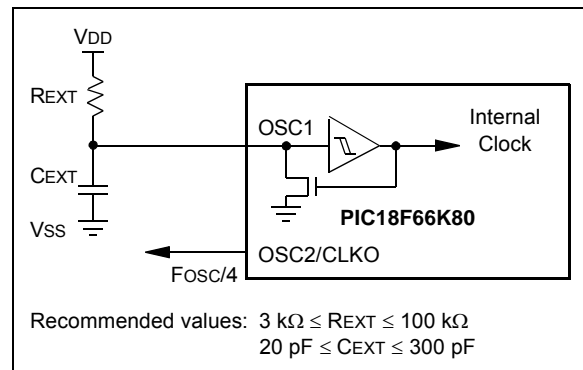 VDD
REXT
OSC1
Internal
Clock
CEXT
PIC18F66K80
VSS
OSC2/CLKO
FOSC/4
Recommended values: 3 kΩ ≤ REXT ≤ 100 kΩ
20 pF ≤ CEXT ≤ 300 pF